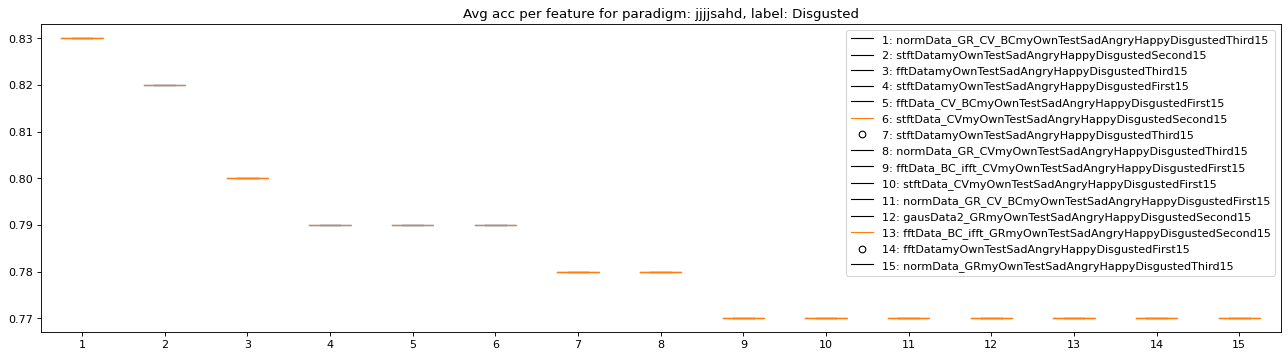 Avg acc per feature for paradigm: jjjjsahd, label: Disgusted
0.83
0.82
0.81
0.80
0.79
0.78
0.77
1: normData_GR_CV_BCmyOwnTestSadAngryHappyDisgustedThird15
2: stftDatamyOwnTestSadAngryHappyDisgustedSecond15
3: fftDatamyOwnTestSadAngryHappyDisgustedThird15
4: stftDatamyOwnTestSadAngryHappyDisgustedFirst15
5: fftData_CV_BCmyOwnTestSadAngryHappyDisgustedFirst15
6: stftData_CVmyOwnTestSadAngryHappyDisgustedSecond15
7: stftDatamyOwnTestSadAngryHappyDisgustedThird15
8: normData_GR_CVmyOwnTestSadAngryHappyDisgustedThird15
9: fftData_BC_ifft_CVmyOwnTestSadAngryHappyDisgustedFirst15
10: stftData_CVmyOwnTestSadAngryHappyDisgustedFirst15
11: normData_GR_CV_BCmyOwnTestSadAngryHappyDisgustedFirst15
12: gausData2_GRmyOwnTestSadAngryHappyDisgustedSecond15
13: fftData_BC_ifft_GRmyOwnTestSadAngryHappyDisgustedSecond15
14: fftDatamyOwnTestSadAngryHappyDisgustedFirst15
15: normData_GRmyOwnTestSadAngryHappyDisgustedThird15
1 2 3 4 5 6 7 8 9 10 11 12 13 14 15